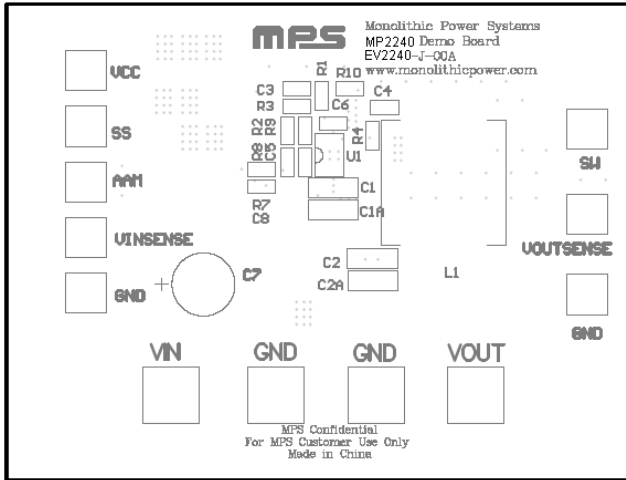 mps
Monolithic Power Systems
MP2240 Demo Board
EV2240-J-00A
www.monolithicpower.com
VCC
SS
AAM
VINSENSE
GND
C3
R3
R1
R10
C6
C4
R2
R9
R4
R8
C5
U1
R7
C8
C1
C1A
C7
C2
C2A
L1
SW
VOUTSENSE
GND
VIN
GND
GND
VOUT
MPS Confidential
For MPS Customer Use Only
Made in China